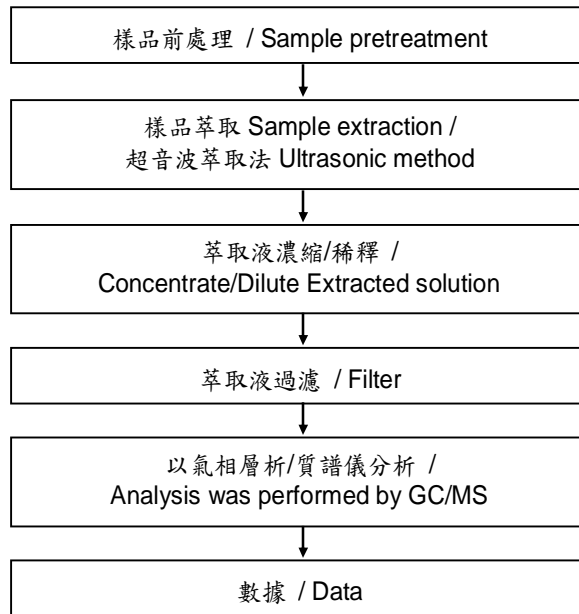 樣品前處理 / Sample pretreatment
樣品萃取 Sample extraction /
超音波萃取法 Ultrasonic method
萃取液濃縮/稀釋 /
Concentrate/Dilute Extracted solution
萃取液過濾 / Filter
以氣相層析/質譜儀分析 /
Analysis was performed by GC/MS
數據 / Data